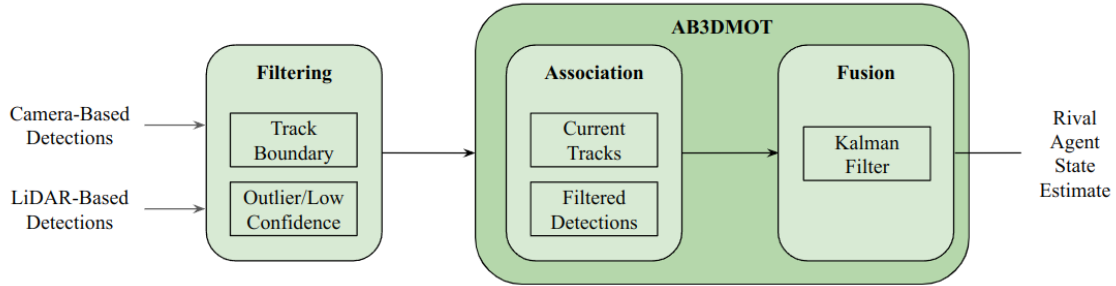 AB3DMOT
Filtering
Association
Fusion
Camera-Based
Detections
LiDAR-Based
Detections
Track
Boundary
Outlier/Low
Confidence
Current
Tracks
Filtered
Detections
Kalman
Filter
Rival
Agent
State
Estimate